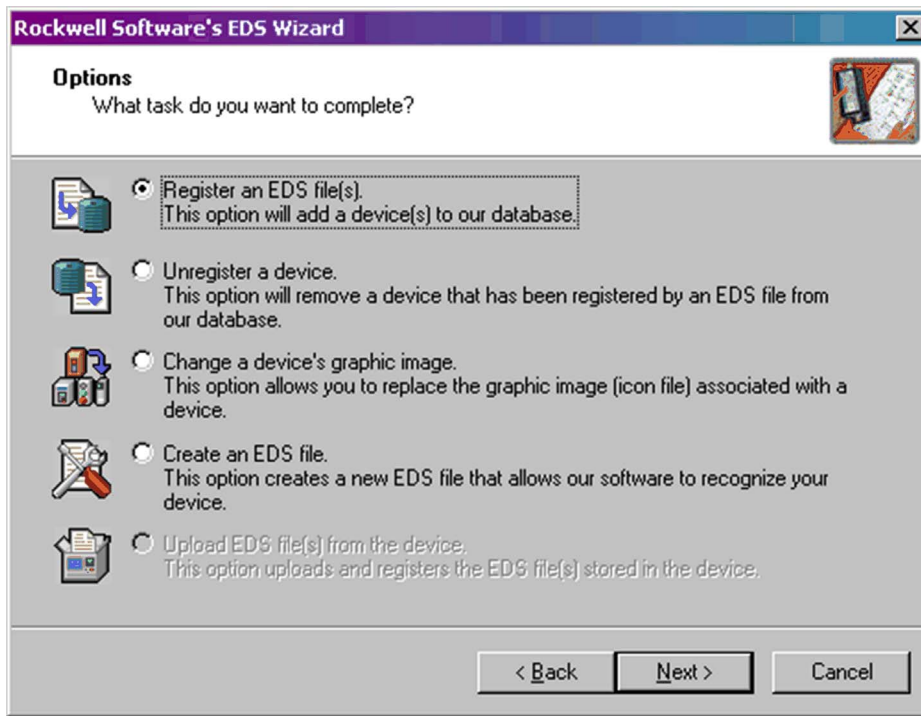 Rockwell Software's EDS Wizard
Options
What task do you want to complete?
Register an EDS file(s).
This option will add a device(s) to our database.
Unregister a device.
This option will remove a device that has been registered by an EDS file from
our database.
Change a device's graphic image.
This option allows you to replace the graphic image (icon file) associated with a
device.
Create an EDS file.
This option creates a new EDS file that allows our software to recognize your
device.
Upload EDS file(s) from the device.
This option uploads and registers the EDS file(s) stored in the device.
< Back Next > Cancel